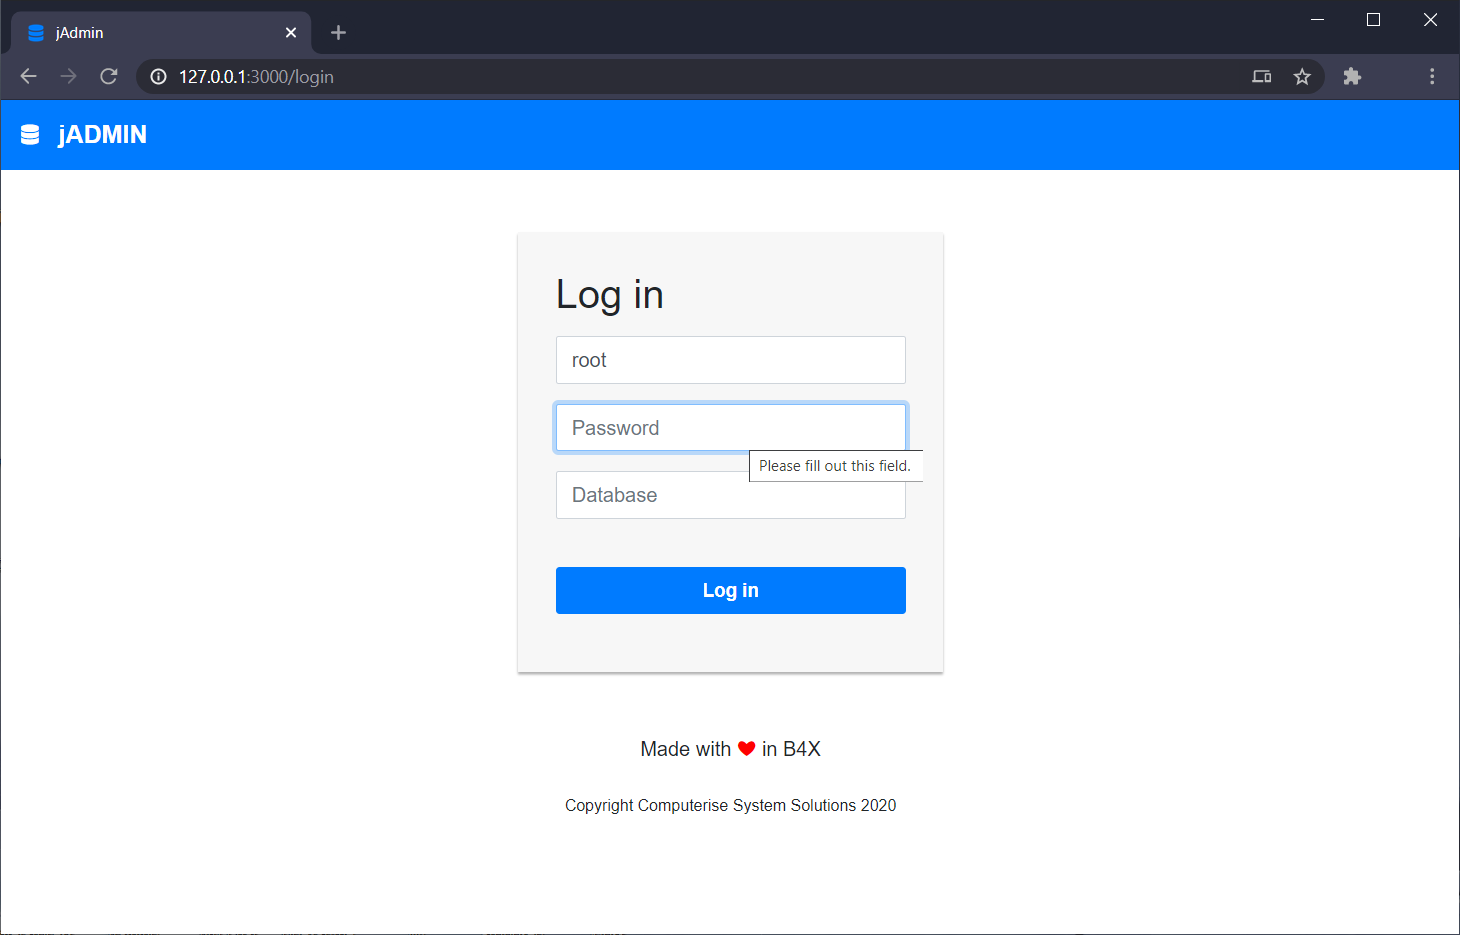 jAdmin
127.0.0.1:3000/login
jADMIN
Log in
root
Password
Please fill out this field.
Database
Log in
Made with ❤ in B4X
Copyright Computerise System Solutions 2020